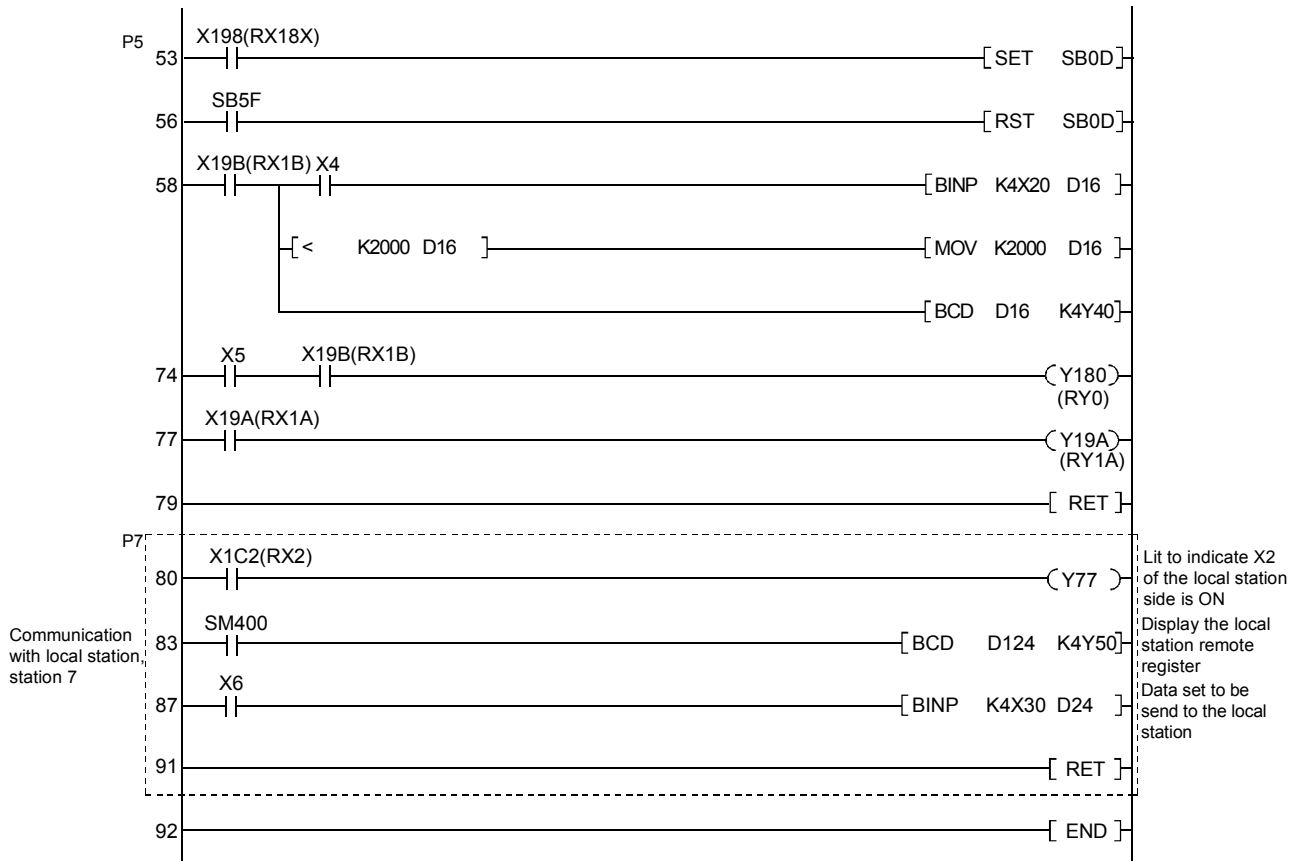 P5
X198(RX18X)
53 [SET SB0D]
SB5F
56 [RST SB0D]
X19B(RX1B) X4
58 [BINP K4X20 D16 ]
[< K2000 D16 ] [MOV K2000 D16 ]
[BCD D16 K4Y40]
X5 X19B(RX1B)
74 (Y180)
(RY0)
X19A(RX1A)
77 (Y19A)
(RY1A)
79 [ RET ]
P7
X1C2(RX2)
80 (Y77 )
Lit to indicate X2
of the local station
side is ON
Communication
with local station,
station 7
SM400
83 [BCD D124 K4Y50]
Display the local
station remote
register
X6
87 [BINP K4X30 D24 ]
Data set to be
send to the local
station
91 [ RET ]
92 [ END ]